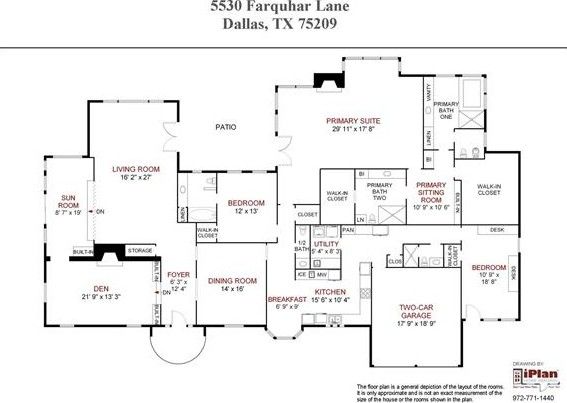 5530 Farquhar Lane
Dallas, TX 75209
PATIO
PRIMARY SUITE
29' 11" X 17' 8"
VANITY
PRIMARY
BATH
ONE
LINEN
LIVING ROOM
16' 2" X 27'
SUN
ROOM
8' 7" X 19'
DN
LINEN
BEDROOM
12' X 13'
WALK-IN
CLOSET
CLOSET
WALK-IN
CLOSET
BI
PRIMARY
BATH
TWO
LN
PRIMARY
SITTING
ROOM
10' 9" X 10' 6"
BUILT-IN
WALK-IN
CLOSET
BUILT-IN
STORAGE
DEN
21' 9" X 13' 3"
BUILT-IN
DN
BUILT-IN
FOYER
6' 3" X
12' 4"
DINING ROOM
14' X 16'
1/2
BATH
UTILITY
5' 4" X 8' 3"
PAN
ICE
MW
BREAKFAST
6' 9" X 9'
KITCHEN
15' 6" X 10' 4"
CLOS
WALK-IN
CLOSET
DESK
BEDROOM
10' 9" X
18' 8"
DESK
TWO-CAR
GARAGE
17' 9" X 18' 9"
The floor plan is a general depiction of the layout of the rooms.
It is only approximate and is not an exact measurement of the
size of the house or the rooms shown in the plan.
DRAWING BY:
iPlan
972-771-1440